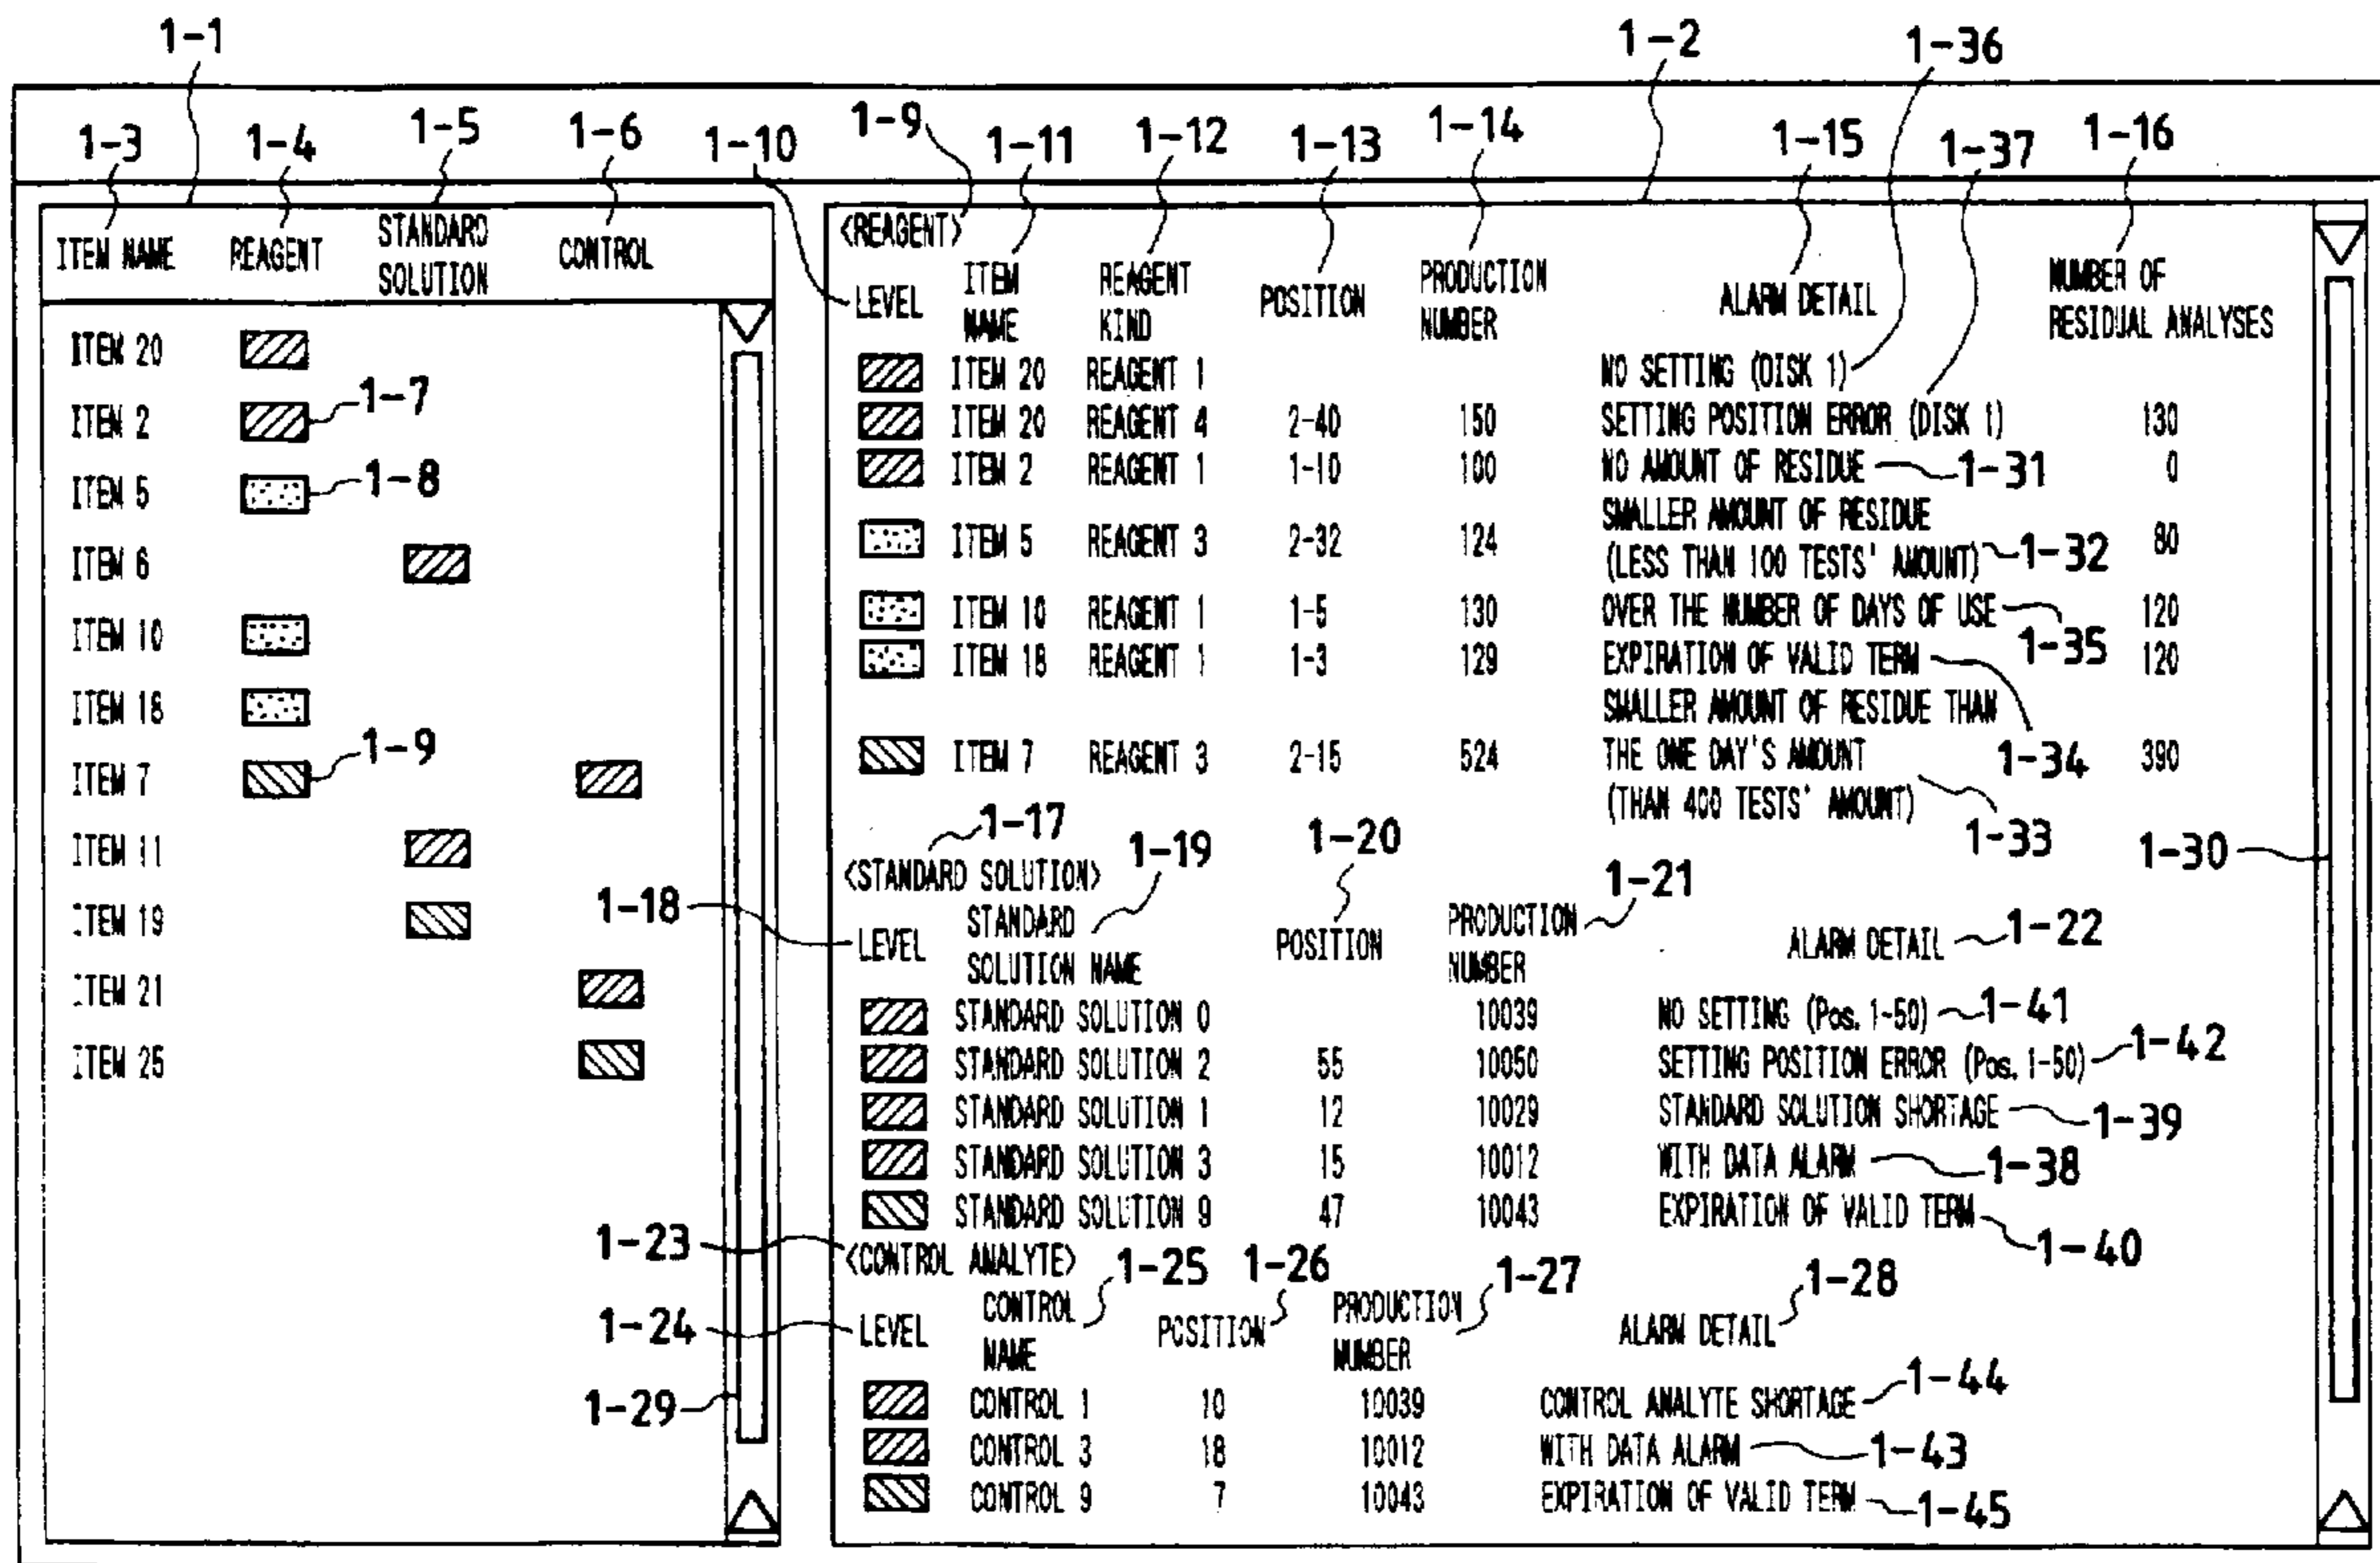 1-1 1-2 1-36
1-3 1-4 1-5 1-6 1-10 1-9 1-11 1-12 1-13 1-14 1-15 1-37 1-16
ITEM NAME REAGENT STANDARD SOLUTION CONTROL
ITEM 20
ITEM 2 1-7
ITEM 5 1-8
ITEM 6
ITEM 10
ITEM 18
ITEM 7 1-9
ITEM 11
ITEM 19
ITEM 21
ITEM 25
1-29
<REAGENT>
LEVEL ITEM NAME REAGENT KIND POSITION PRODUCTION NUMBER ALARM DETAIL NUMBER OF RESIDUAL ANALYSES
ITEM 20 REAGENT 1 NO SETTING (DISK 1)
ITEM 20 REAGENT 4 2-40 150 SETTING POSITION ERROR (DISK 1) 130
ITEM 2 REAGENT 1 1-10 100 NO AMOUNT OF RESIDUE 1-31 0
SMALLER AMOUNT OF RESIDUE
ITEM 5 REAGENT 3 2-32 124 (LESS THAN 100 TESTS' AMOUNT) 1-32 80
ITEM 10 REAGENT 1 1-5 130 OVER THE NUMBER OF DAYS OF USE 1-35 120
ITEM 18 REAGENT 1 1-3 129 EXPIRATION OF VALID TERM 1-34 120
SMALLER AMOUNT OF RESIDUE THAN
ITEM 7 REAGENT 3 2-15 524 THE ONE DAY'S AMOUNT 390
(THAN 400 TESTS' AMOUNT) 1-33
1-17 1-19 1-20 1-21 1-30
<STANDARD SOLUTION>
1-18 LEVEL STANDARD SOLUTION NAME POSITION PRODUCTION NUMBER ALARM DETAIL 1-22
STANDARD SOLUTION 0 10039 NO SETTING (Pos. 1-50) 1-41
STANDARD SOLUTION 2 55 10050 SETTING POSITION ERROR (Pos. 1-50) 1-42
STANDARD SOLUTION 1 12 10029 STANDARD SOLUTION SHORTAGE 1-39
STANDARD SOLUTION 3 15 10012 WITH DATA ALARM 1-38
STANDARD SOLUTION 9 47 10043 EXPIRATION OF VALID TERM 1-40
1-23 <CONTROL ANALYTE> 1-25 1-26 1-27 1-28
1-24 LEVEL CONTROL NAME POSITION PRODUCTION NUMBER ALARM DETAIL
CONTROL 1 10 10039 CONTROL ANALYTE SHORTAGE 1-44
CONTROL 3 18 10012 WITH DATA ALARM 1-43
CONTROL 9 7 10043 EXPIRATION OF VALID TERM 1-45